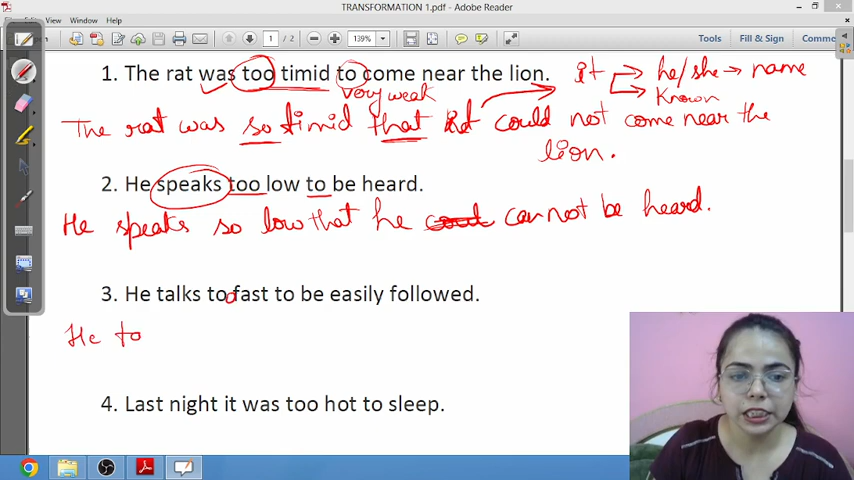 TRANSFORMATION 1.pdf - Adobe Reader
Edit View Window Help
1 / 2 139% Tools Fill & Sign Comment
1. The rat was too timid to come near the lion. it → he/she → name
very weak → Known
The rat was so timid that it could not come near the
lion.
2. He speaks too low to be heard.
He speaks so low that he cannot be heard.
3. He talks too fast to be easily followed.
He to
4. Last night it was too hot to sleep.